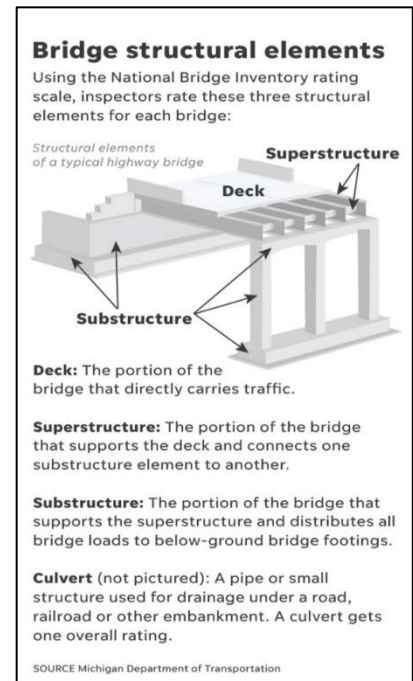 Bridge structural elements
Using the National Bridge Inventory rating
scale, inspectors rate these three structural
elements for each bridge:
Structural elements
of a typical highway bridge
Superstructure
Deck
Substructure
Deck: The portion of the
bridge that directly carries traffic.
Superstructure: The portion of the bridge
that supports the deck and connects one
substructure element to another.
Substructure: The portion of the bridge that
supports the superstructure and distributes all
bridge loads to below-ground bridge footings.
Culvert (not pictured): A pipe or small
structure used for drainage under a road,
railroad or other embankment. A culvert gets
one overall rating.
SOURCE Michigan Department of Transportation